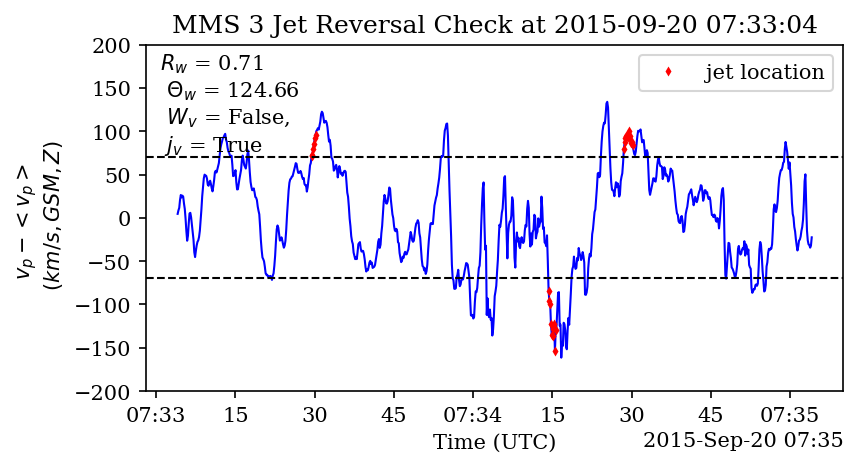 MMS 3 Jet Reversal Check at 2015-09-20 07:33:04
R_w = 0.71
Θ_w = 124.66
W_v = False,
j_v = True
jet location
200
150
100
50
0
−50
−100
−150
−200
v_p − < v_p >
(km/s, GSM, Z)
07:33 15 30 45 07:34 15 30 45 07:35
Time (UTC)
2015-Sep-20 07:35